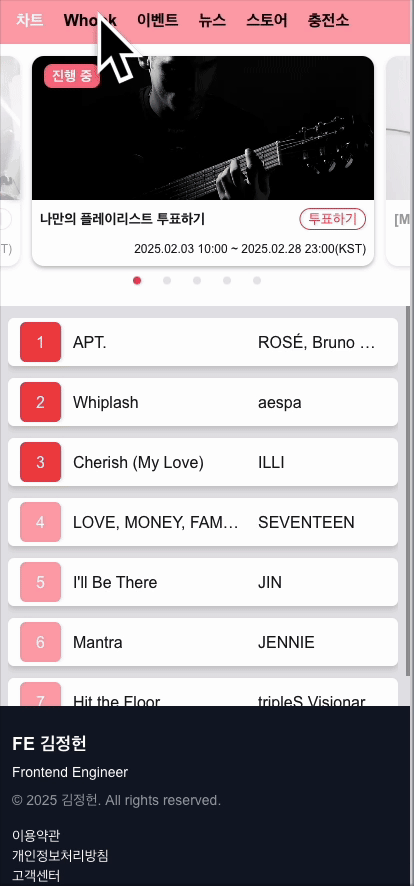 차트 이벤트 뉴스 스토어 충전소
진행 중
나만의 플레이리스트 투표하기 투표하기
2025.02.03 10:00 ~ 2025.02.28 23:00(KST)
T)
[M
1 APT. ROSÉ, Bruno …
2 Whiplash aespa
3 Cherish (My Love) ILLI
4 LOVE, MONEY, FAM… SEVENTEEN
5 I'll Be There JIN
6 Mantra JENNIE
7 Hit the Floor tripleS Visionar
FE 김정헌
Frontend Engineer
© 2025 김정헌. All rights reserved.
이용약관
개인정보처리방침
고객센터